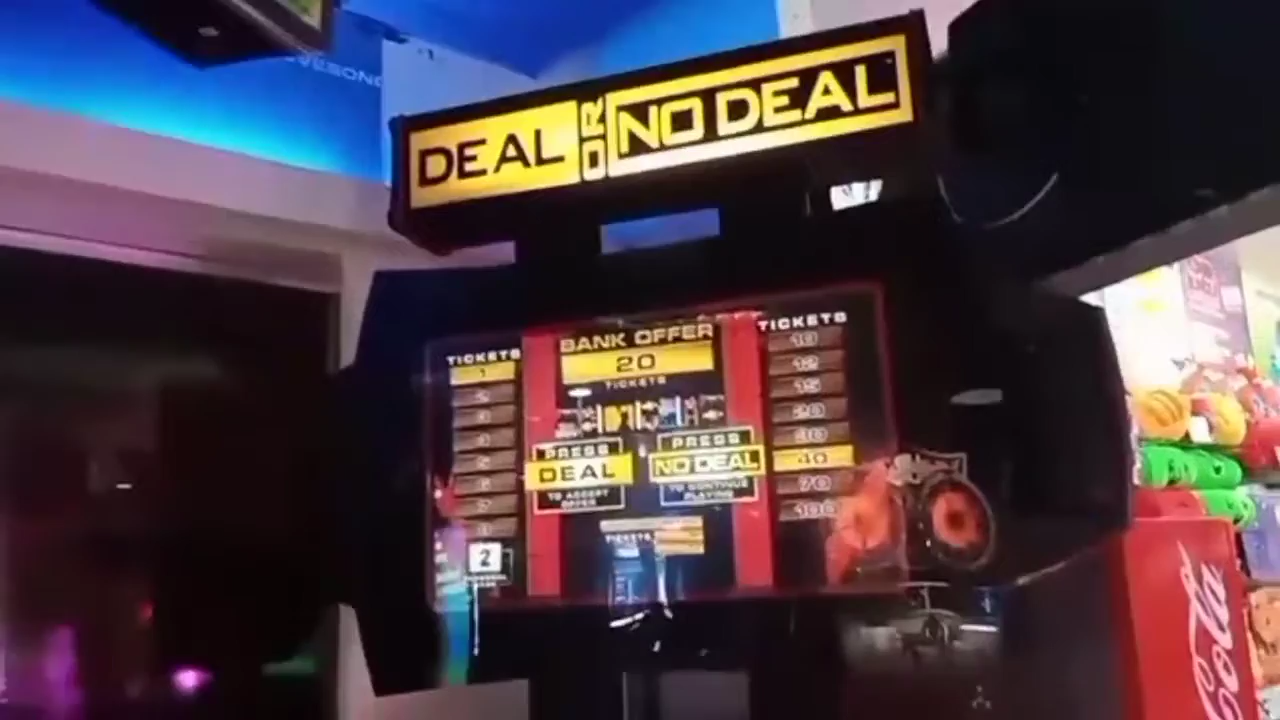 DEAL OR NO DEAL
BANK OFFER
20
TICKETS
TICKETS
1
TICKETS
10
12
15
20
30
40
70
100
PRESS
DEAL
TO ACCEPT
OFFER
PRESS
NO DEAL
TO CONTINUE
PLAYING
TICKETS
2
Cola